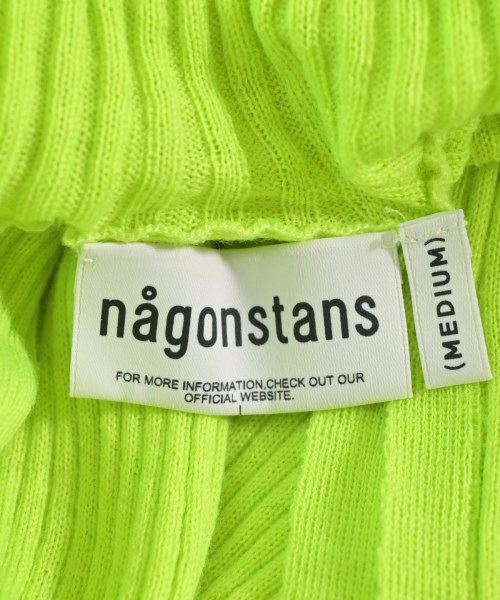 någonstans
FOR MORE INFORMATION,CHECK OUT OUR
OFFICIAL WEBSITE.
(MEDIUM)